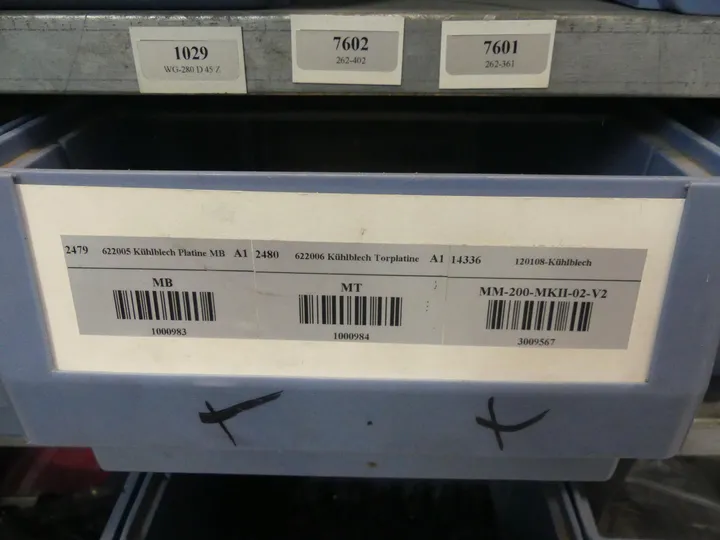 1029
WG-280 D 45 Z
7602
262-402
7601
262-361
2479 622005 Kühlblech Platine MB A1
MB
1000983
2480 622006 Kühlblech Torplatine A1
MT
1000984
14336 120108-Kühlblech
MM-200-MKH-02-V2
3009567